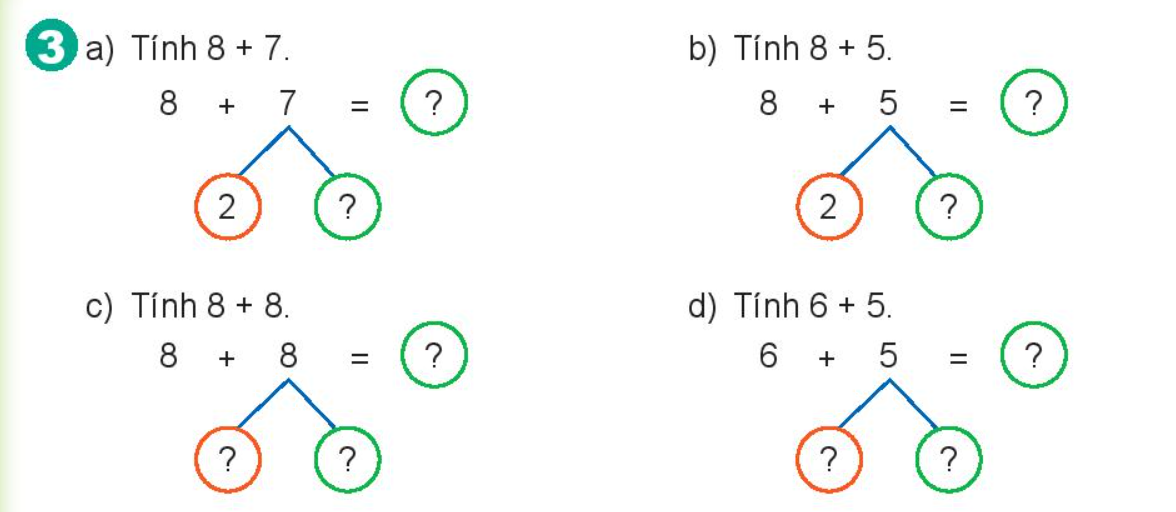 3 a) Tính 8 + 7.
8 + 7 = ?
2 ?
b) Tính 8 + 5.
8 + 5 = ?
2 ?
c) Tính 8 + 8.
8 + 8 = ?
? ?
d) Tính 6 + 5.
6 + 5 = ?
? ?